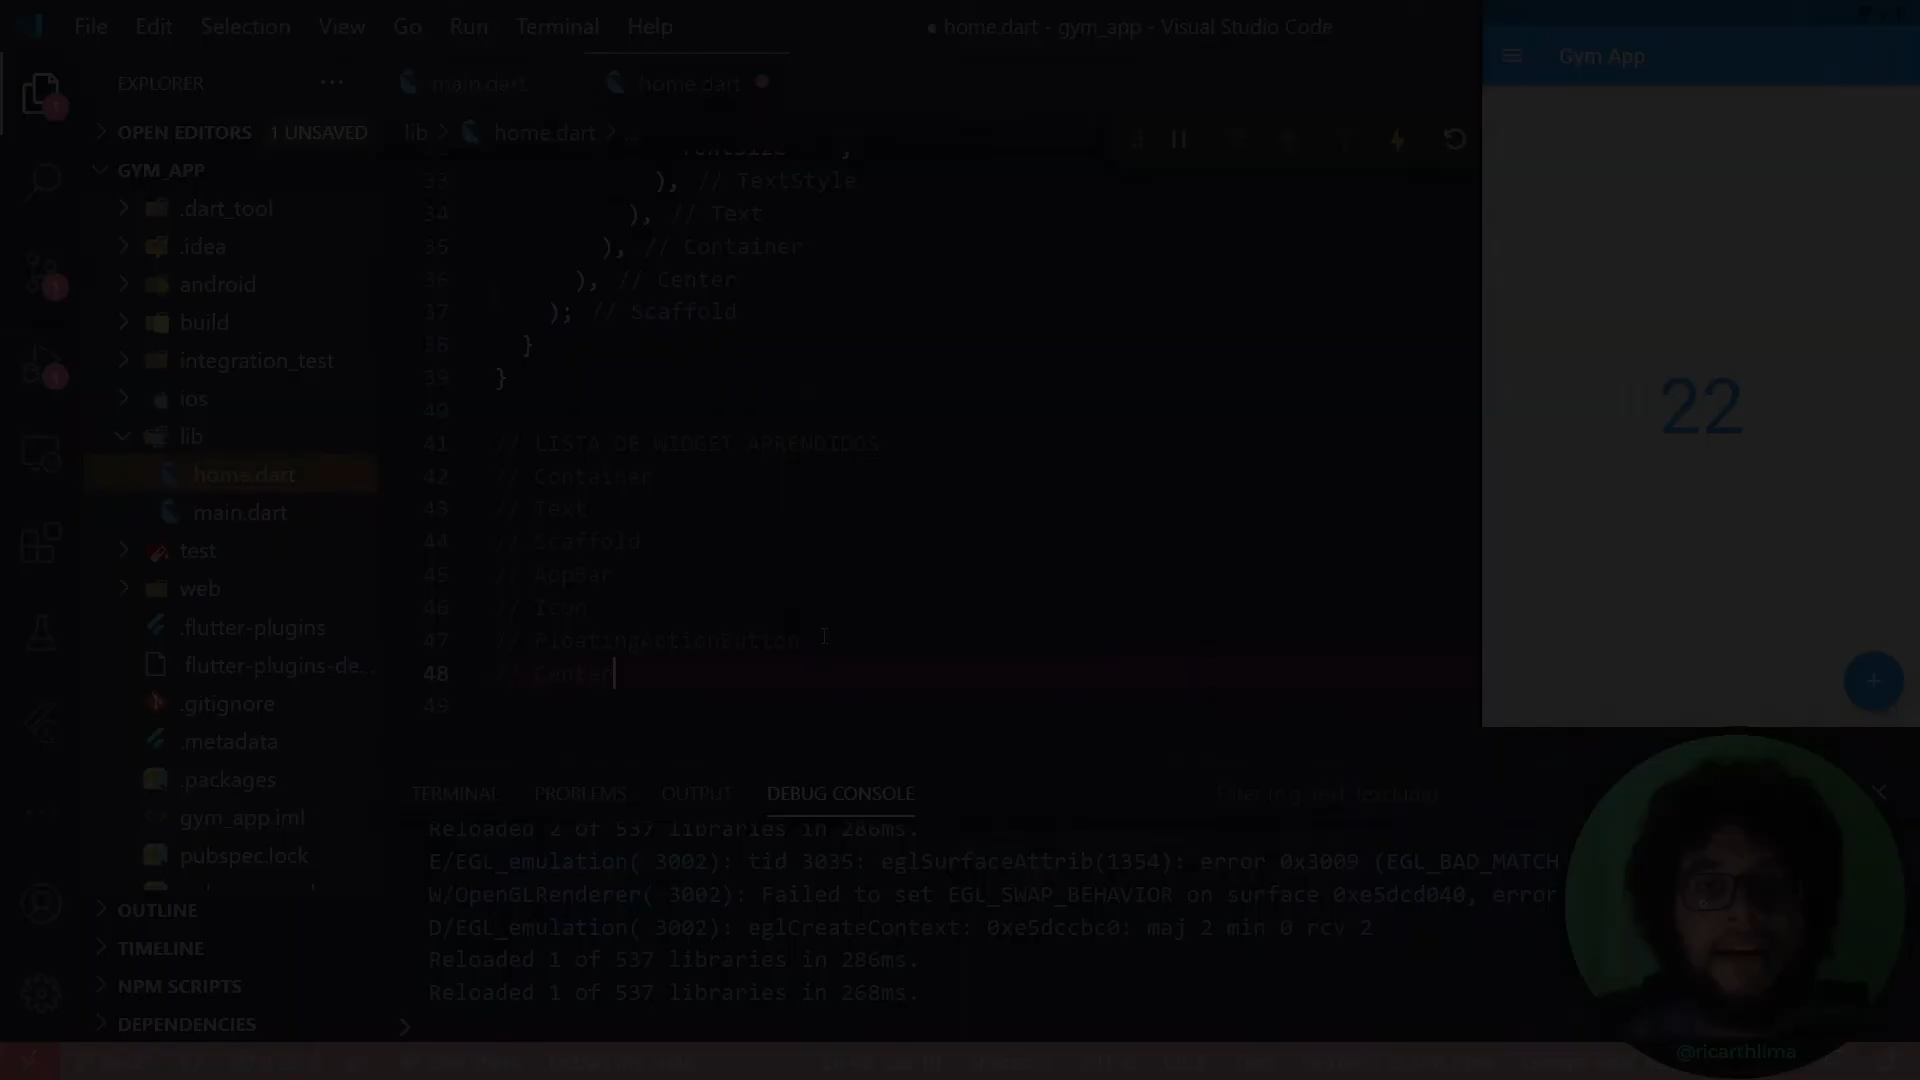 File Edit Selection View Go Run Terminal Help
home.dart - gym_app - Visual Studio Code
Gym App
EXPLORER
main.dart
home.dart
OPEN EDITORS 1 UNSAVED
lib > home.dart > ...
GYM_APP
.dart_tool
.idea
android
build
integration_test
ios
lib
home.dart
main.dart
test
web
.flutter-plugins
.flutter-plugins-de...
.gitignore
.metadata
.packages
gym_app.iml
pubspec.lock
OUTLINE
TIMELINE
NPM SCRIPTS
DEPENDENCIES
33 ), // TextStyle
34 ), // Text
35 ), // Container
36 ), // Center
37 ); // Scaffold
38 }
39 }
40
41 // LISTA DE WIDGET APRENDIDOS
42 // Container
43 // Text
44 // Scaffold
45 // AppBar
46 // Icon
47 // FloatingActionButton
48 // Center
49
22
+
TERMINAL PROBLEMS OUTPUT DEBUG CONSOLE
Reloaded 2 of 537 libraries in 286ms.
E/EGL_emulation( 3002): tid 3035: eglSurfaceAttrib(1354): error 0x3009 (EGL_BAD_MATCH
W/OpenGLRenderer( 3002): Failed to set EGL_SWAP_BEHAVIOR on surface 0xe5dcd040, error
D/EGL_emulation( 3002): eglCreateContext: 0xe5dccbc0: maj 2 min 0 rcv 2
Reloaded 1 of 537 libraries in 286ms.
Reloaded 1 of 537 libraries in 268ms.
>
@ricarthlima